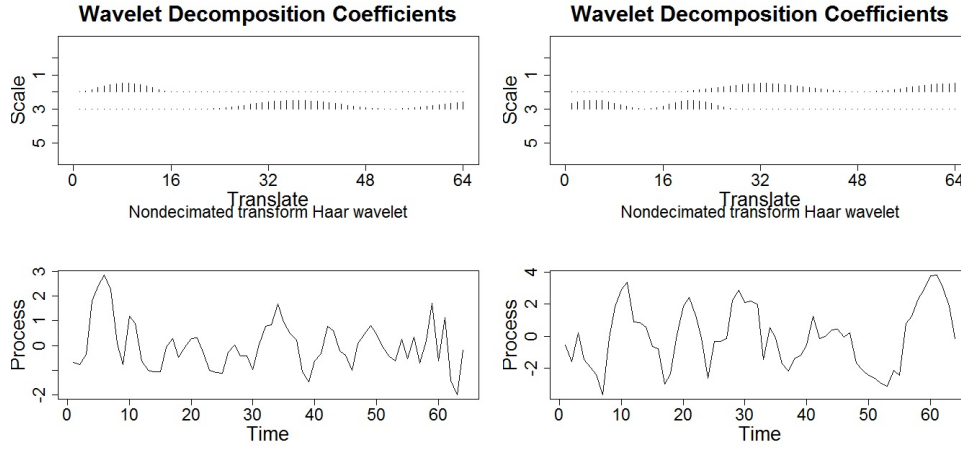 Wavelet Decomposition Coefficients
Scale
1
3
5
0 16 32 48 64
Translate
Nondecimated transform Haar wavelet
Wavelet Decomposition Coefficients
Scale
1
3
5
0 16 32 48 64
Translate
Nondecimated transform Haar wavelet
Process
3
2
1
0
-2
0 10 20 30 40 50 60
Time
Process
4
2
0
-2
0 10 20 30 40 50 60
Time